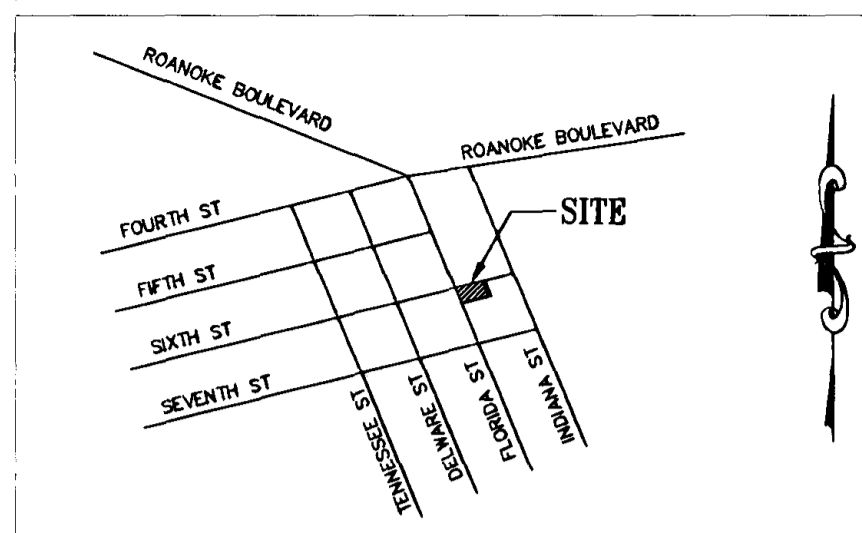 ROANOKE BOULEVARD
ROANOKE BOULEVARD
SITE
FOURTH ST
FIFTH ST
SIXTH ST
SEVENTH ST
TENNESSEE ST
DELWARE ST
FLORIDA ST
INDIANA ST